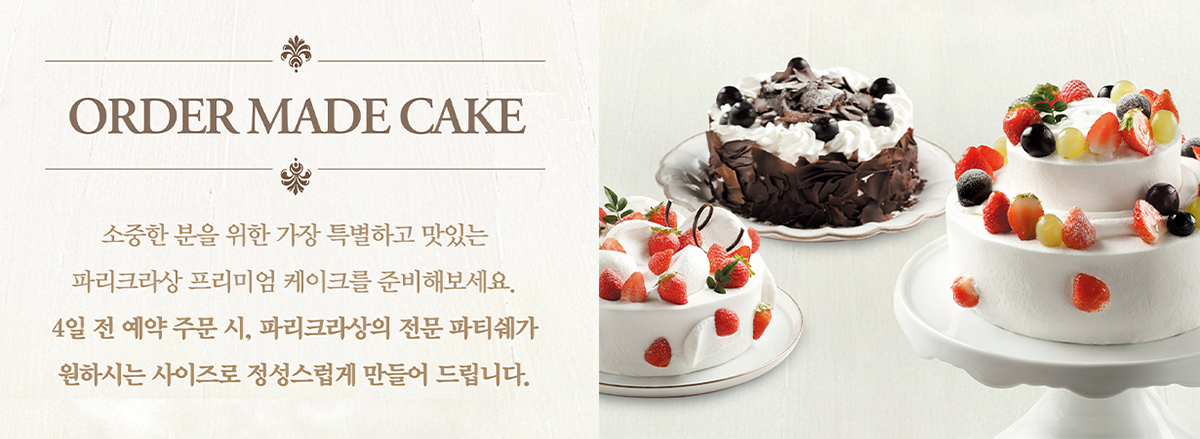 ORDER MADE CAKE
소중한 분을 위한 가장 특별하고 맛있는
파리크라상 프리미엄 케이크를 준비해보세요.
4일 전 예약 주문 시, 파리크라상의 전문 파티쉐가
원하시는 사이즈로 정성스럽게 만들어 드립니다.